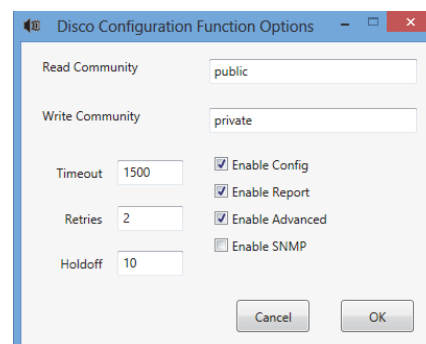 Disco Configuration Function Options
Read Community public
Write Community private
Timeout 1500
Enable Config
Enable Report
Retries 2
Enable Advanced
Enable SNMP
Holdoff 10
Cancel OK